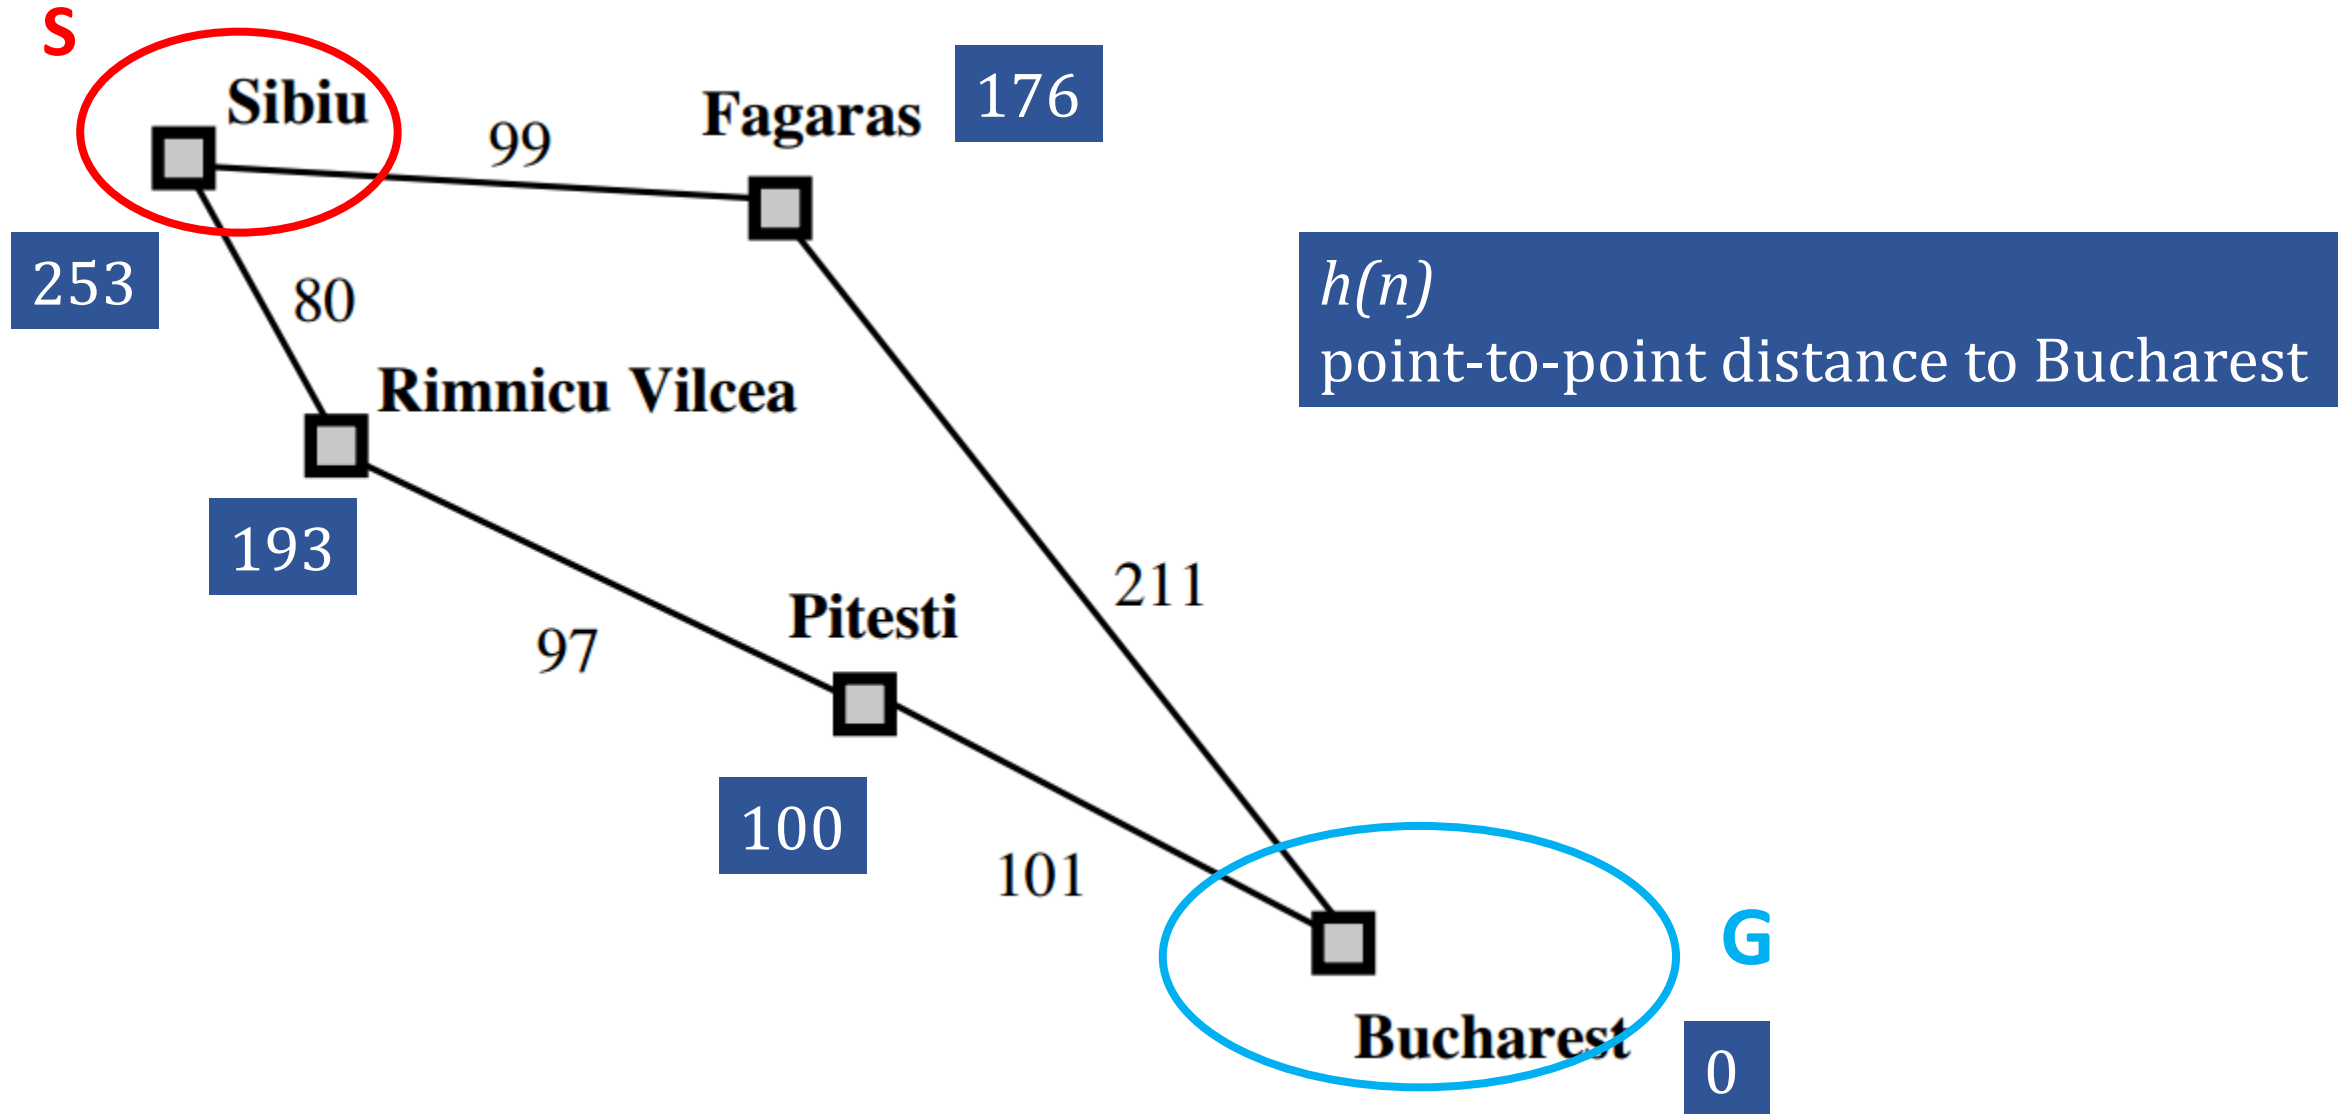 S
Sibiu
99
Fagaras
176
253
80
h(n)
point-to-point distance to Bucharest
Rimnicu Vilcea
193
97
Pitesti
211
100
101
G
Bucharest
0